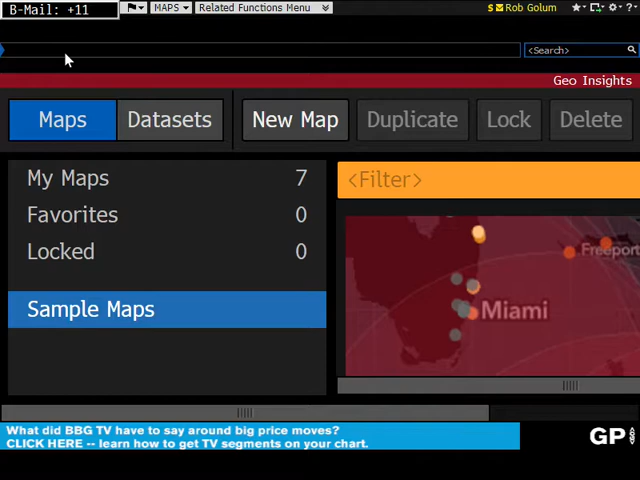 B-Mail: +11
MAPS
Related Functions Menu
Rob Golum
<Search>
Geo Insights
Maps
Datasets
New Map
Duplicate
Lock
Delete
My Maps 7
Favorites 0
Locked 0
Sample Maps
<Filter>
Freeport
Miami
What did BBG TV have to say around big price moves?
CLICK HERE -- learn how to get TV segments on your chart.
GP